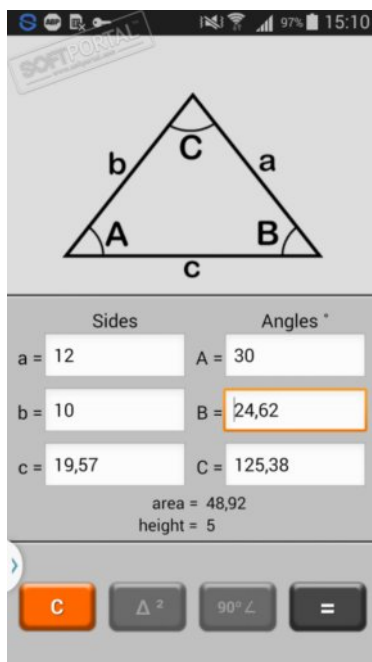 97% 15:10
SOFTPORTAL
C
b a
A B
c
Sides Angles °
a = 12 A = 30
b = 10 B = 24,62
c = 19,57 C = 125,38
area = 48,92
height = 5
C Δ ² 90° ∠ =